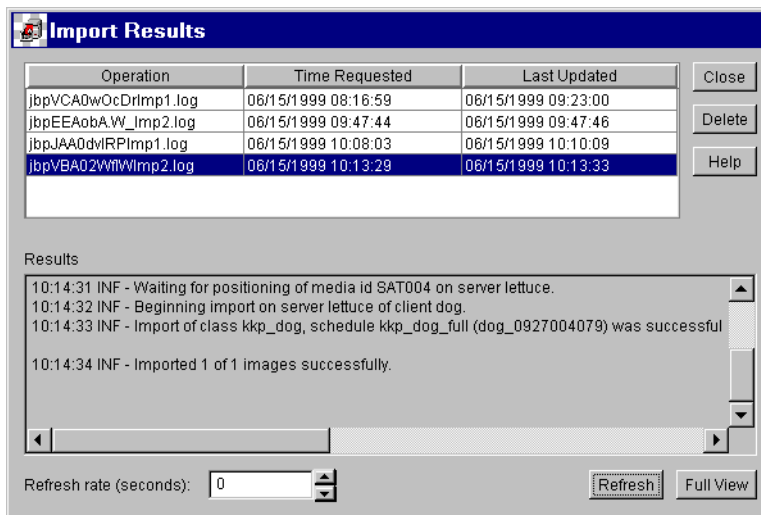 Import Results
Operation Time Requested Last Updated
jbpVCA0wOcDrImp1.log 06/15/1999 08:16:59 06/15/1999 09:23:00
jbpEEAobA.W_Imp2.log 06/15/1999 09:47:44 06/15/1999 09:47:46
jbpJAA0dvIRPImp1.log 06/15/1999 10:08:03 06/15/1999 10:10:09
jbpVBA02WflWImp2.log 06/15/1999 10:13:29 06/15/1999 10:13:33
Close
Delete
Help
Results
10:14:31 INF - Waiting for positioning of media id SAT004 on server lettuce.
10:14:32 INF - Beginning import on server lettuce of client dog.
10:14:33 INF - Import of class kkp_dog, schedule kkp_dog_full (dog_0927004079) was successful
10:14:34 INF - Imported 1 of 1 images successfully.
Refresh rate (seconds): 0 Refresh Full View